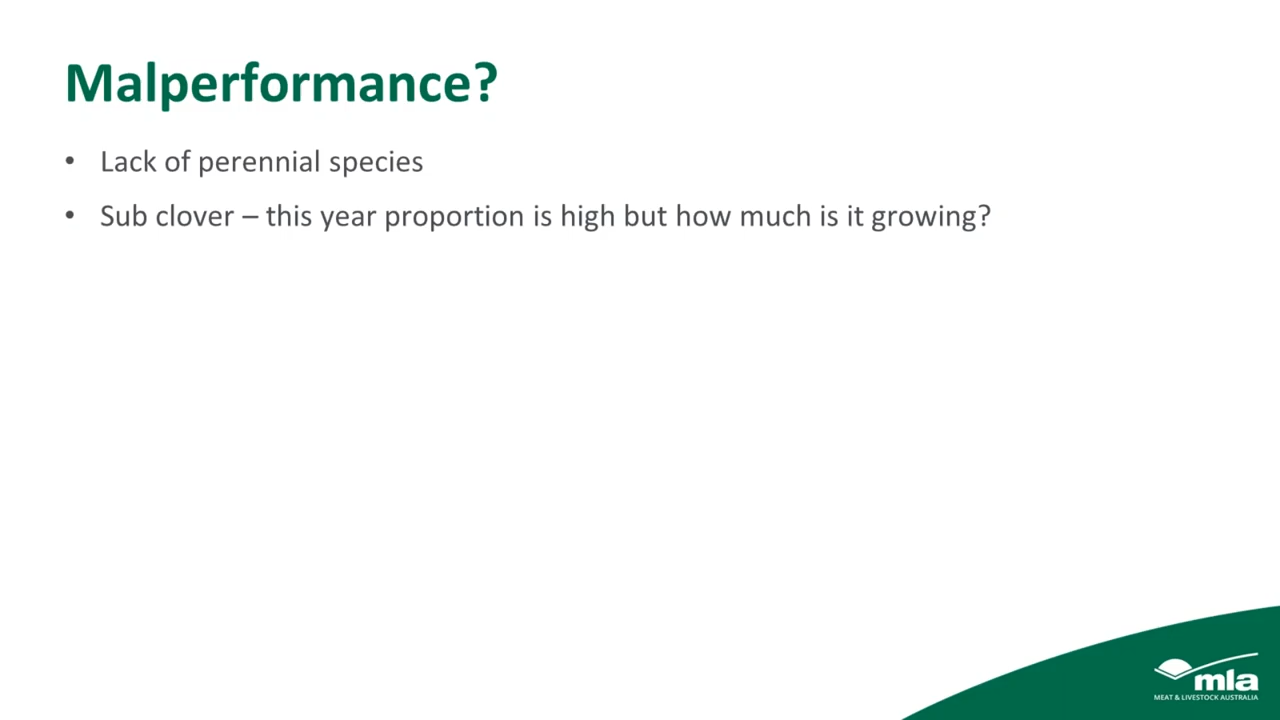 Malperformance?
• Lack of perennial species
• Sub clover – this year proportion is high but how much is it growing?
mla
MEAT & LIVESTOCK AUSTRALIA